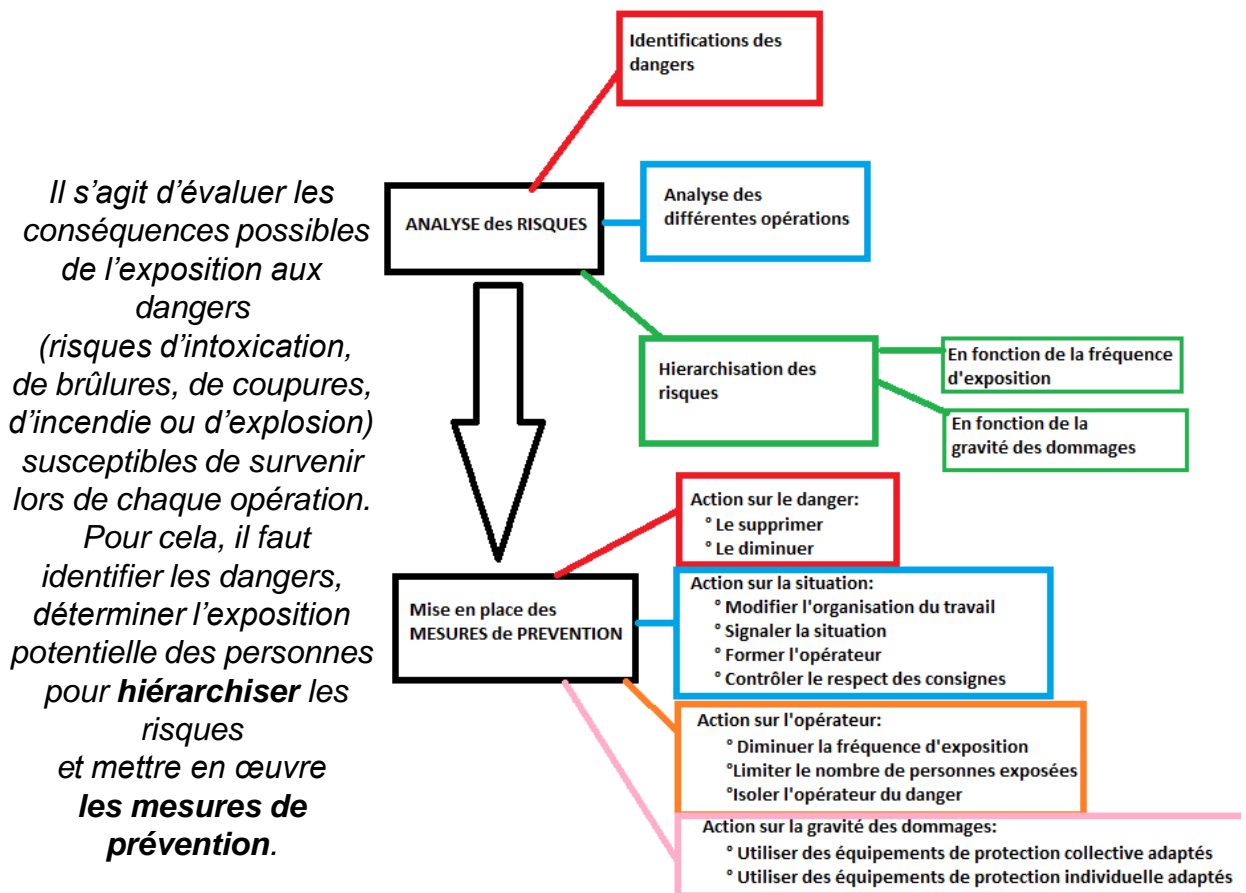 Il s’agit d’évaluer les
conséquences possibles
de l’exposition aux
dangers
(risques d’intoxication,
de brûlures, de coupures,
d’incendie ou d’explosion)
susceptibles de survenir
lors de chaque opération.
Pour cela, il faut
identifier les dangers,
déterminer l’exposition
potentielle des personnes
pour hiérarchiser les
risques
et mettre en œuvre
les mesures de
prévention.
ANALYSE des RISQUES
Identifications des
dangers
Analyse des
différentes opérations
Hierarchisation des
risques
En fonction de la fréquence
d'exposition
En fonction de la
gravité des dommages
Mise en place des
MESURES de PREVENTION
Action sur le danger:
° Le supprimer
° Le diminuer
Action sur la situation:
° Modifier l'organisation du travail
° Signaler la situation
° Former l'opérateur
° Contrôler le respect des consignes
Action sur l'opérateur:
° Diminuer la fréquence d'exposition
°Limiter le nombre de personnes exposées
°Isoler l'opérateur du danger
Action sur la gravité des dommages:
° Utiliser des équipements de protection collective adaptés
° Utiliser des équipements de protection individuelle adaptés